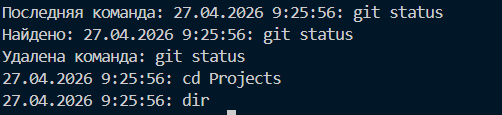 Последняя команда: 27.04.2026 9:25:56: git status
Найдено: 27.04.2026 9:25:56: git status
Удалена команда: git status
27.04.2026 9:25:56: cd Projects
27.04.2026 9:25:56: dir